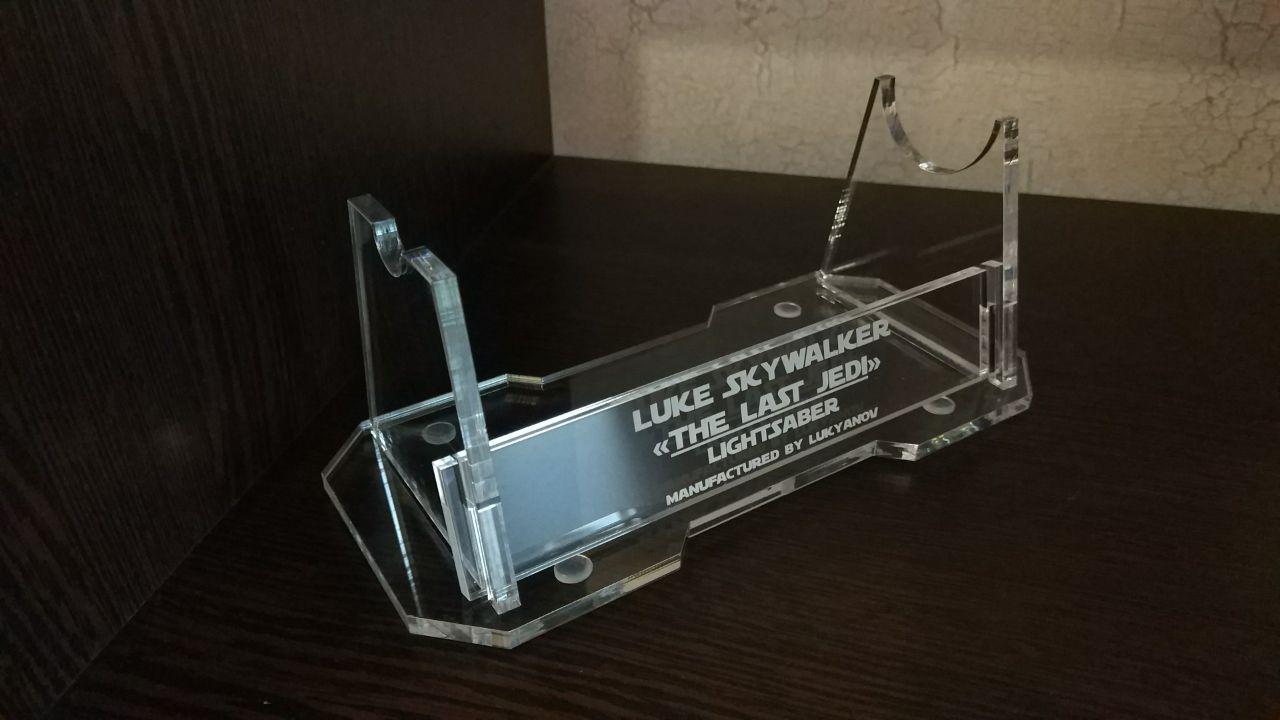 LUKE SKYWALKER
«THE LAST JEDI»
LIGHTSABER
MANUFACTURED BY LUKYANOV